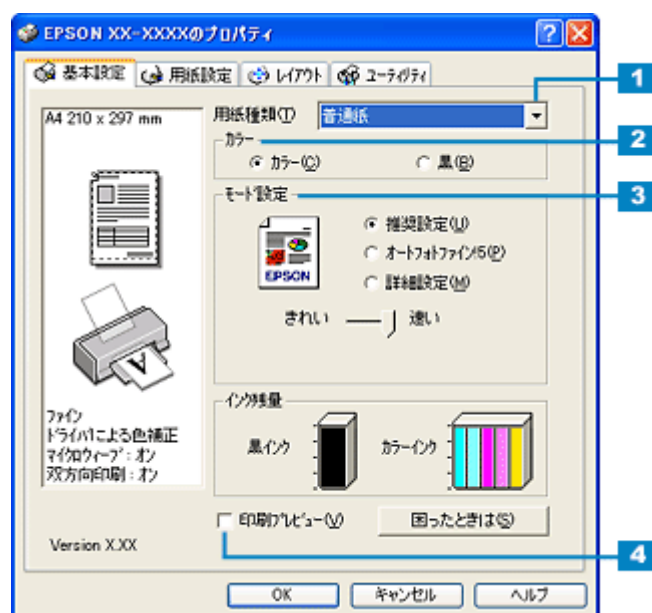 EPSON XX-XXXXのプロパティ
基本設定 用紙設定 レイアウト ユーティリティ
1
A4 210 x 297 mm
用紙種類(T) 普通紙
カラー
2
カラー(C) 黒(B)
モード設定
3
推奨設定(U)
オートフォトファイン!5(P)
詳細設定(M)
EPSON
きれい 速い
A
インク残量
黒インク カラーインク
ファイン
ドライバによる色補正
マイクロウィーブ : オン
双方向印刷 : オン
印刷プレビュー(V) 困ったときは(S)
Version X.XX
4
OK キャンセル ヘルプ